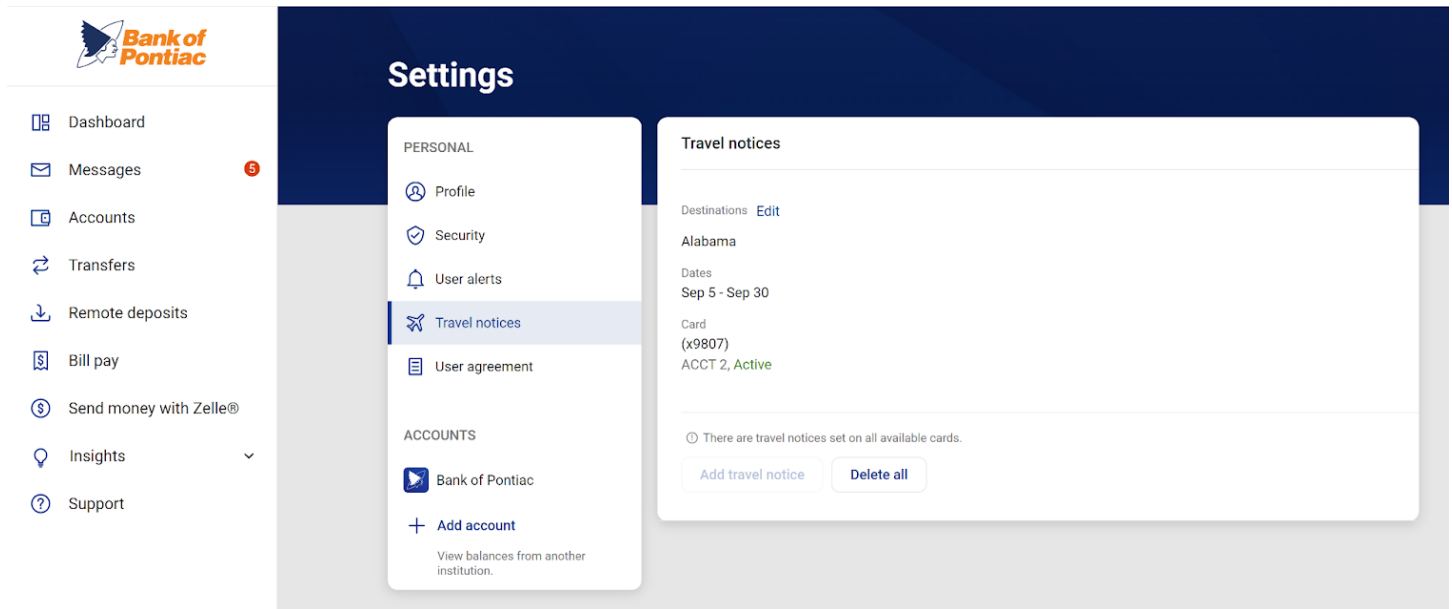 Bank of
Pontiac
Dashboard
Messages
5
Accounts
Transfers
Remote deposits
Bill pay
Send money with Zelle®
Insights
Support
Settings
PERSONAL
Profile
Security
User alerts
Travel notices
User agreement
ACCOUNTS
Bank of Pontiac
Add account
View balances from another
institution.
Travel notices
Destinations Edit
Alabama
Dates
Sep 5 - Sep 30
Card
(x9807)
ACCT 2, Active
There are travel notices set on all available cards.
Add travel notice
Delete all